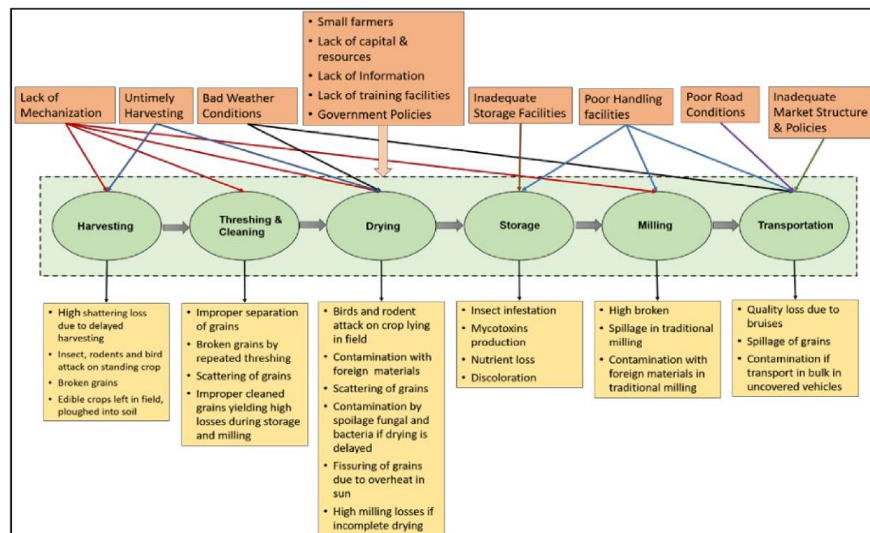 • Small farmers
• Lack of capital &
resources
• Lack of Information
• Lack of training facilities
• Government Policies
Lack of
Mechanization
Untimely
Harvesting
Bad Weather
Conditions
Inadequate
Storage Facilities
Poor Handling
facilities
Poor Road
Conditions
Inadequate
Market Structure
& Policies
Harvesting
Threshing &
Cleaning
Drying
Storage
Milling
Transportation
• High shattering loss
due to delayed
harvesting
• Insect, rodents and bird
attack on standing crop
• Broken grains
• Edible crops left in field,
ploughed into soil
• Improper separation
of grains
• Broken grains by
repeated threshing
• Scattering of grains
• Improper cleaned
grains yielding high
losses during storage
and milling
• Birds and rodent
attack on crop lying
in field
• Contamination with
foreign materials
• Scattering of grains
• Contamination by
spoilage fungal and
bacteria if drying is
delayed
• Fissuring of grains
due to overheat in
sun
• High milling losses if
incomplete drying
• Insect infestation
• Mycotoxins
production
• Nutrient loss
• Discoloration
• High broken
• Spillage in traditional
milling
• Contamination with
foreign materials in
traditional milling
• Quality loss due to
bruises
• Spillage of grains
• Contamination if
transport in bulk in
uncovered vehicles